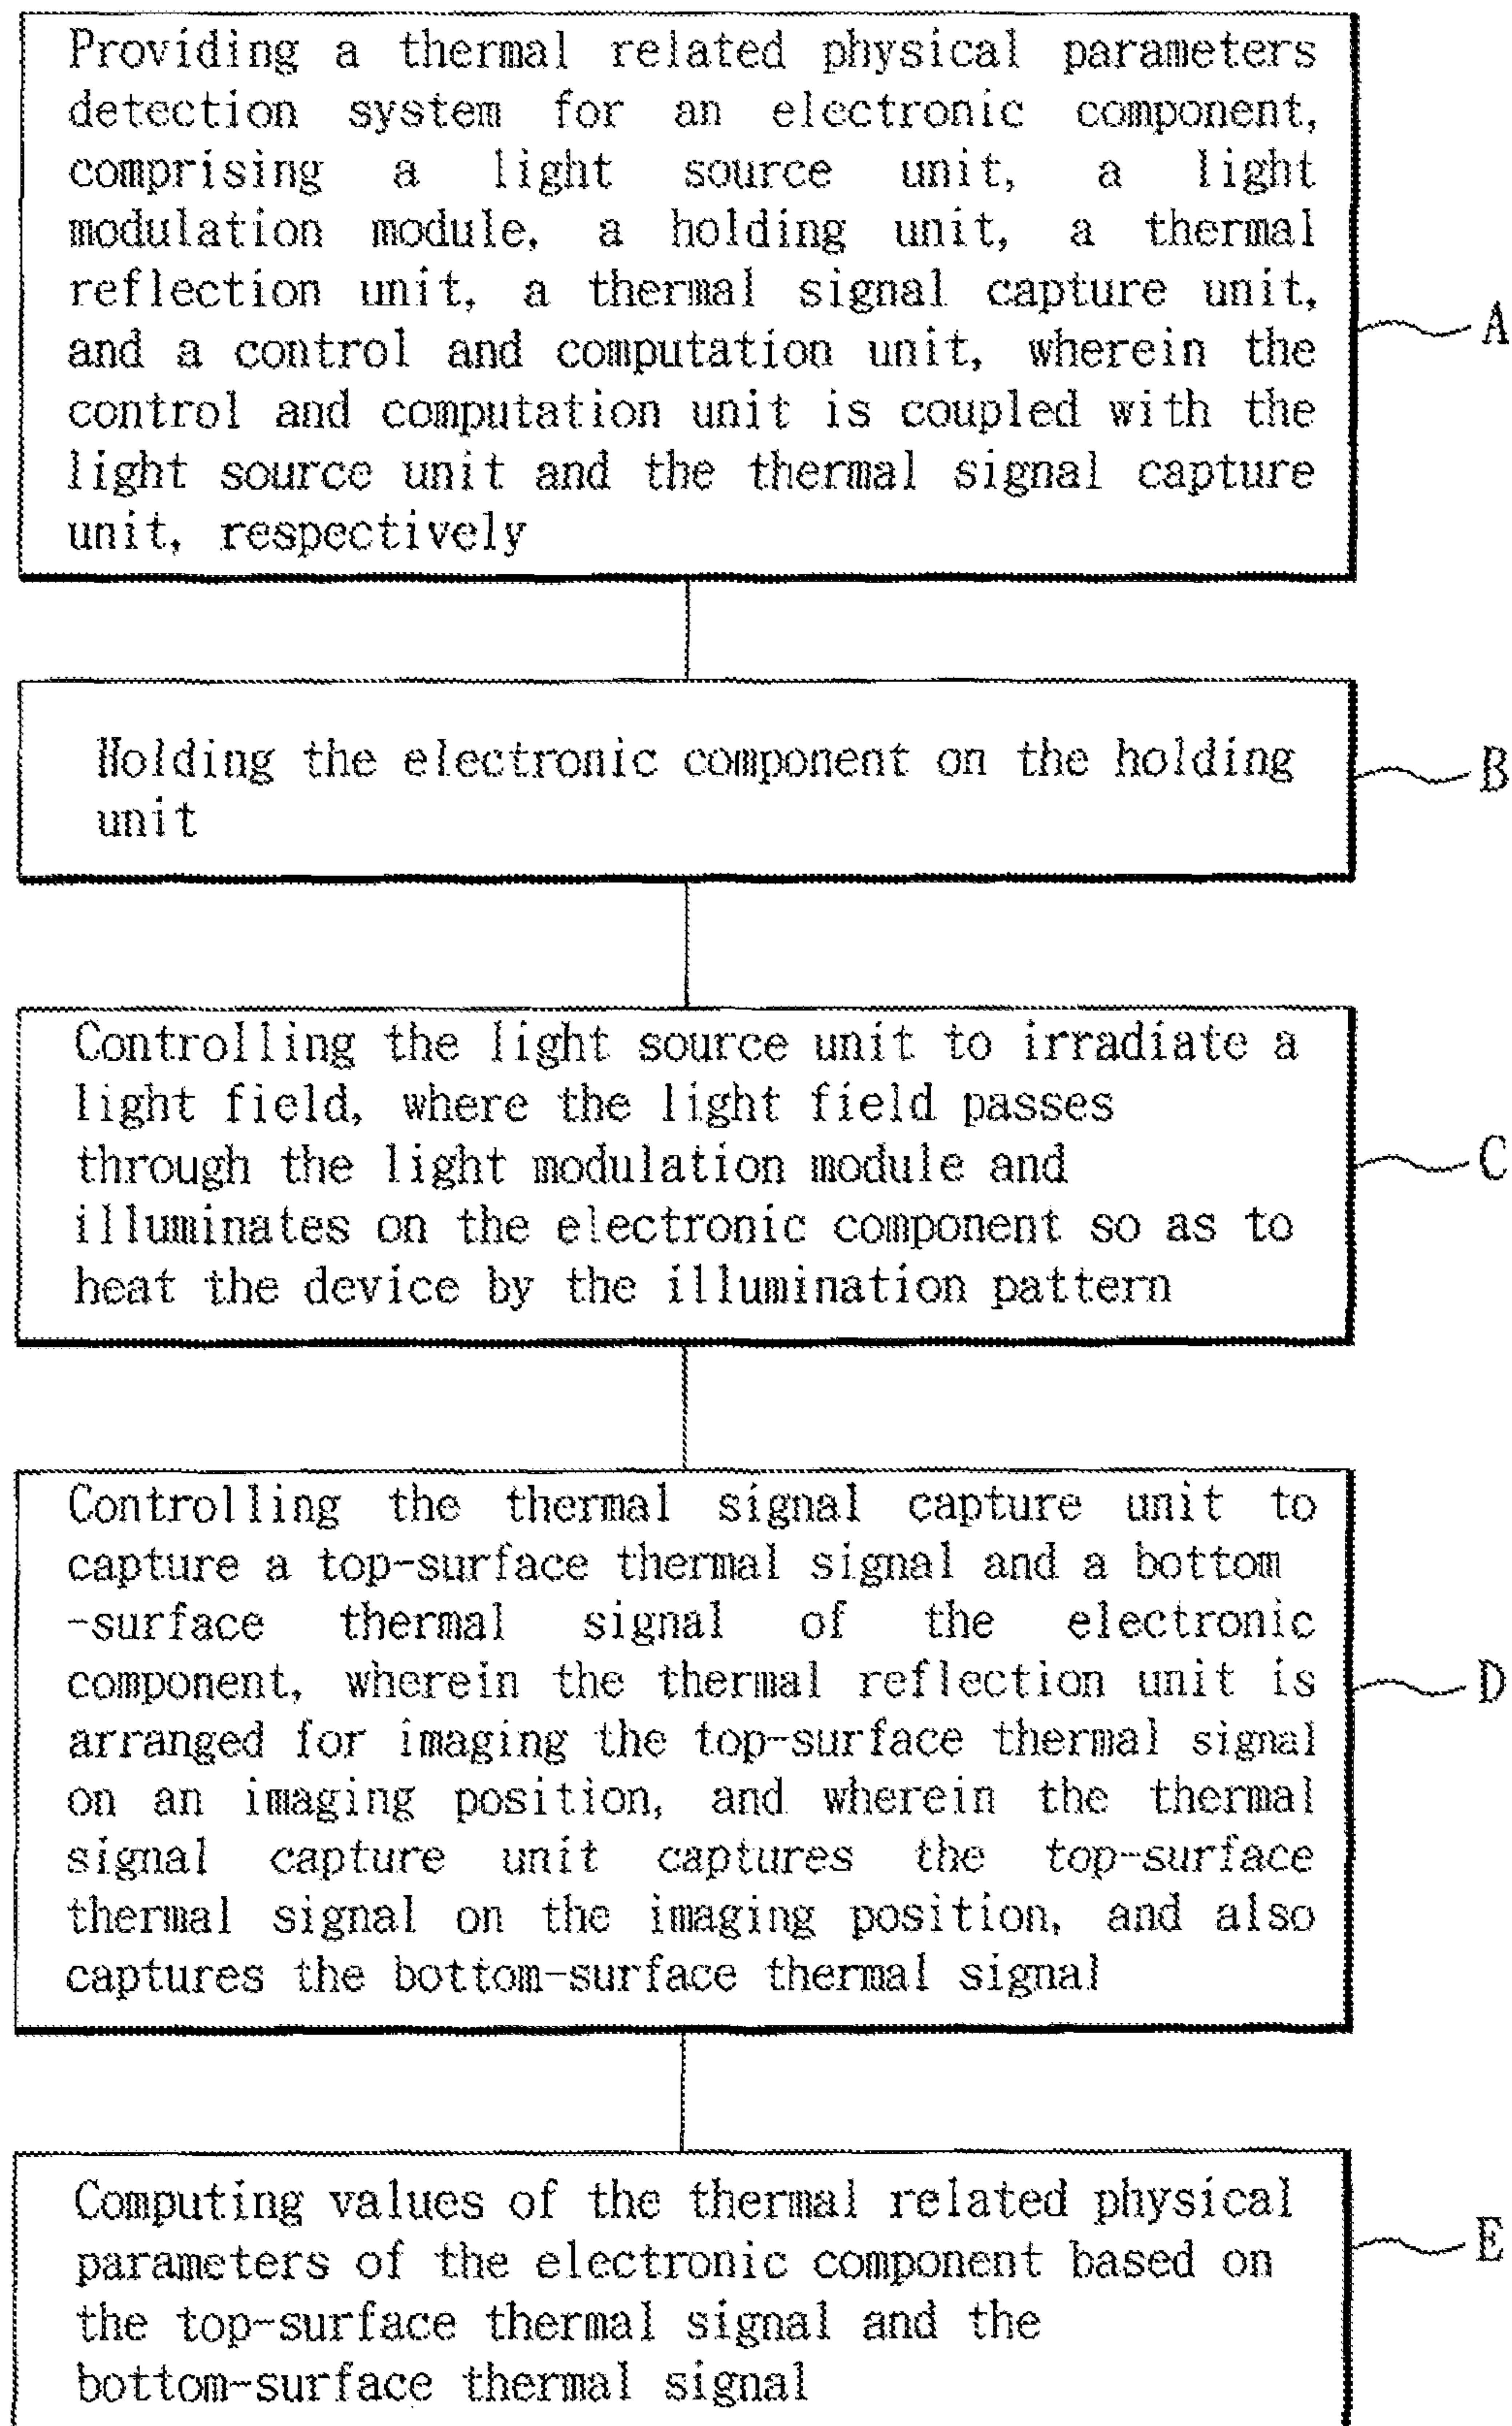 Providing a thermal related physical parameters
detection system for an electronic component,
comprising a light source unit, a light
modulation module, a holding unit, a thermal
reflection unit, a thermal signal capture unit,
and a control and computation unit, wherein the
control and computation unit is coupled with the
light source unit and the thermal signal capture
unit, respectively
A
Holding the electronic component on the holding
unit
B
Controlling the light source unit to irradiate a
light field, where the light field passes
through the light modulation module and
illuminates on the electronic component so as to
heat the device by the illumination pattern
C
Controlling the thermal signal capture unit to
capture a top-surface thermal signal and a bottom
-surface thermal signal of the electronic
component, wherein the thermal reflection unit is
arranged for imaging the top-surface thermal signal
on an imaging position, and wherein the thermal
signal capture unit captures the top-surface
thermal signal on the imaging position, and also
captures the bottom-surface thermal signal
D
Computing values of the thermal related physical
parameters of the electronic component based on
the top-surface thermal signal and the
bottom-surface thermal signal
E